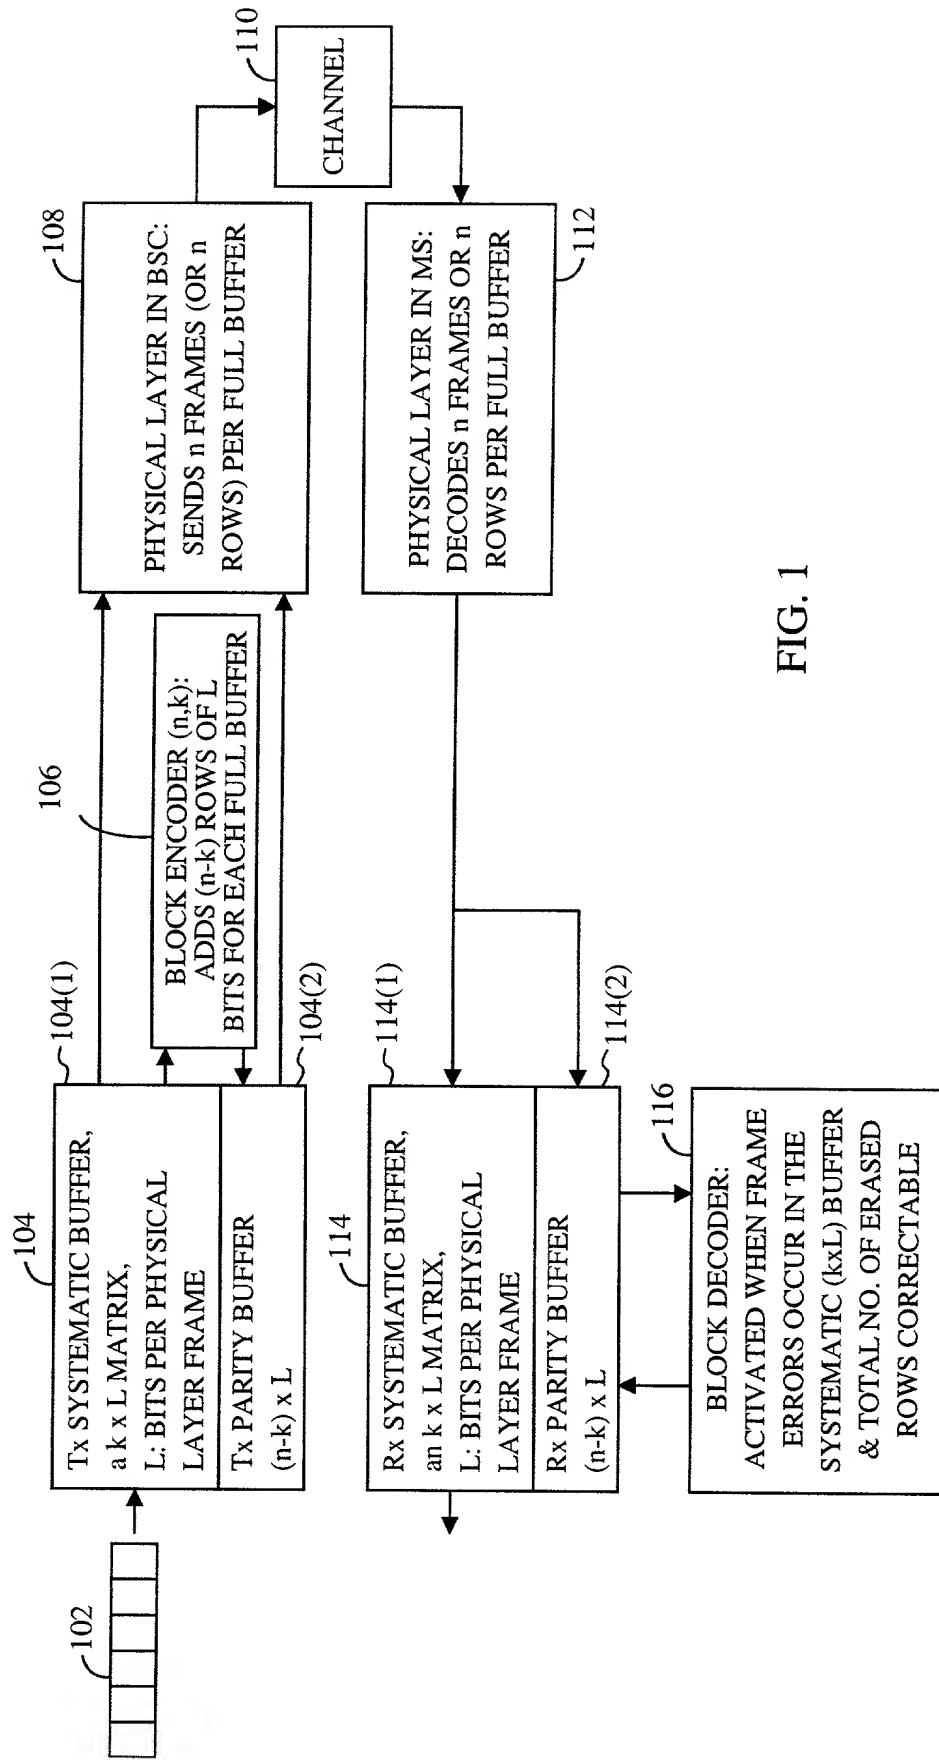 102
104
104(1)
Tx SYSTEMATIC BUFFER,
a k x L MATRIX,
L: BITS PER PHYSICAL
LAYER FRAME
Tx PARITY BUFFER
(n-k) x L
104(2)
106
BLOCK ENCODER (n,k):
ADDS (n-k) ROWS OF L
BITS FOR EACH FULL BUFFER
108
PHYSICAL LAYER IN BSC:
SENDS n FRAMES (OR n
ROWS) PER FULL BUFFER
110
CHANNEL
114
114(1)
Rx SYSTEMATIC BUFFER,
an k x L MATRIX,
L: BITS PER PHYSICAL
LAYER FRAME
Rx PARITY BUFFER
(n-k) x L
114(2)
PHYSICAL LAYER IN MS:
DECODES n FRAMES OR n
ROWS PER FULL BUFFER
112
116
BLOCK DECODER:
ACTIVATED WHEN FRAME
ERRORS OCCUR IN THE
SYSTEMATIC (kxL) BUFFER
& TOTAL NO. OF ERASED
ROWS CORRECTABLE
FIG. 1